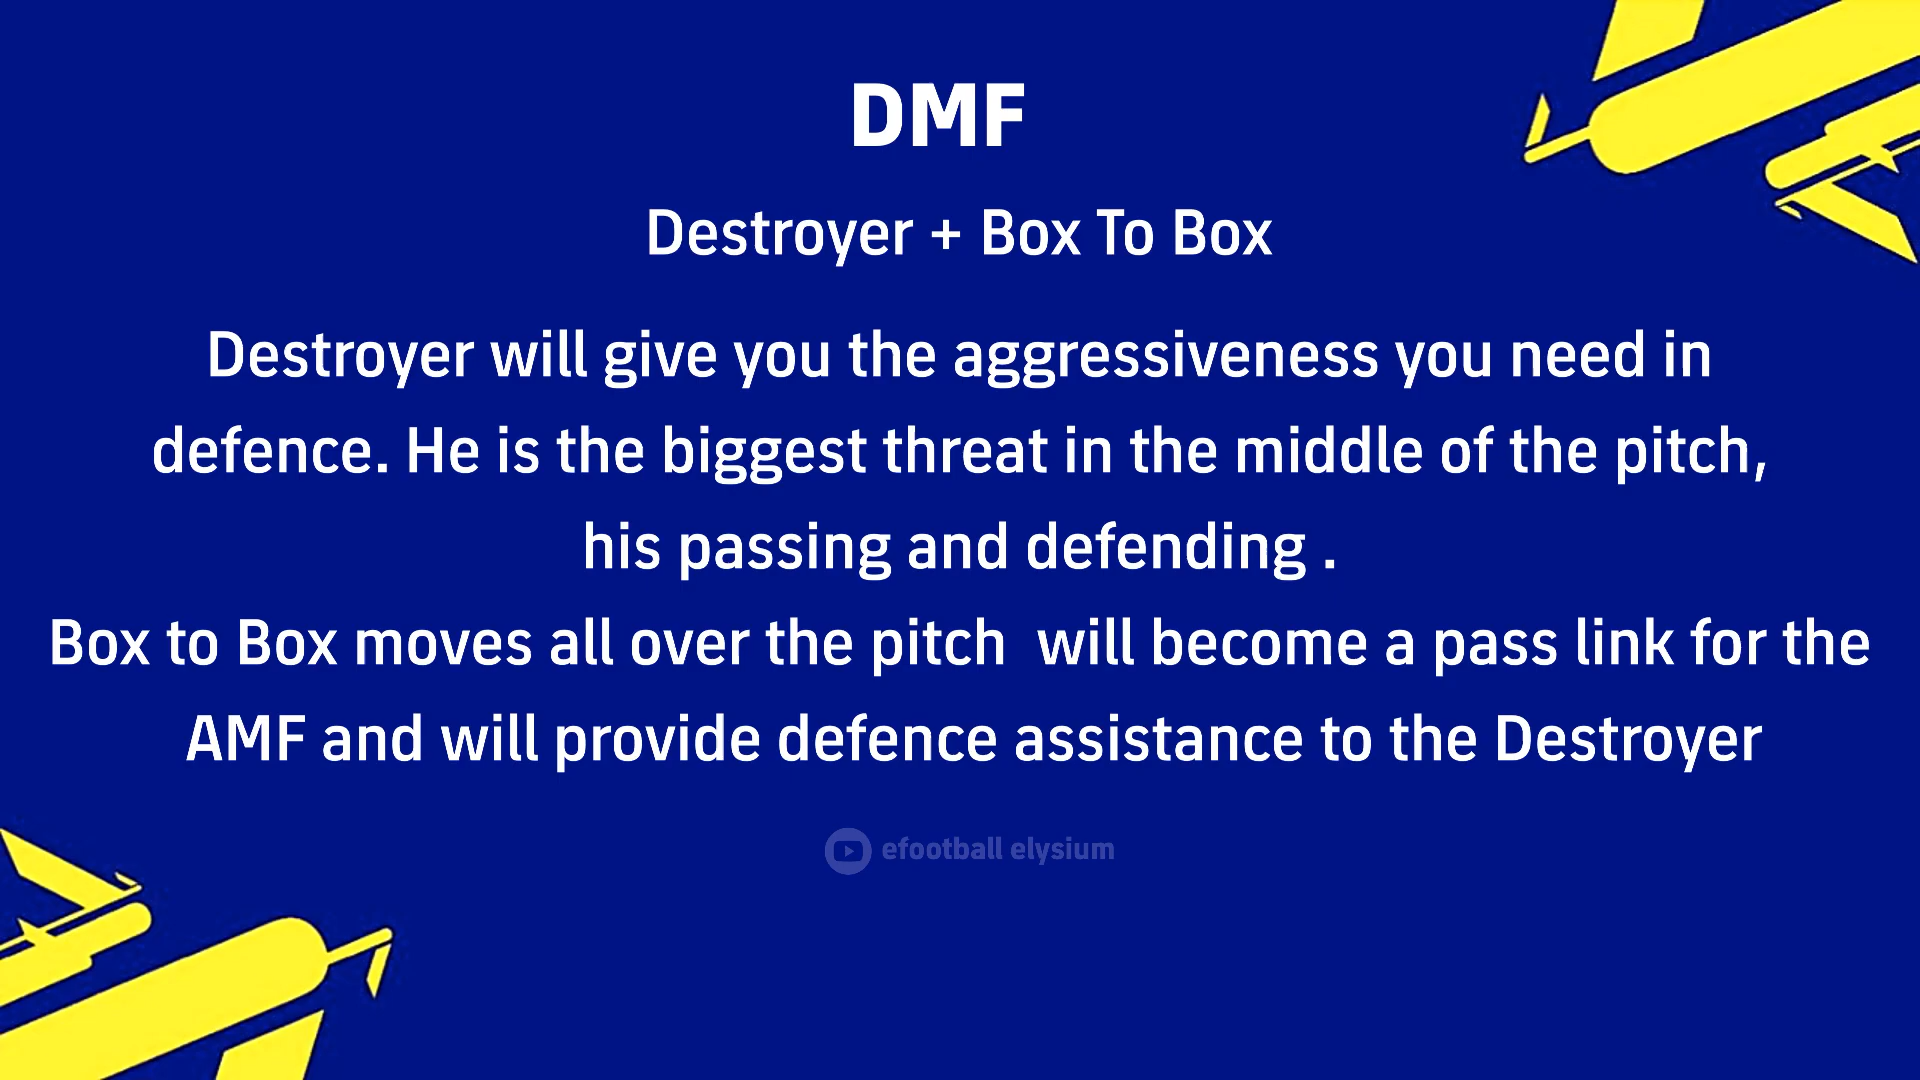 DMF
Destroyer + Box To Box
Destroyer will give you the aggressiveness you need in
defence. He is the biggest threat in the middle of the pitch,
his passing and defending .
Box to Box moves all over the pitch  will become a pass link for the
AMF and will provide defence assistance to the Destroyer
efootball elysium